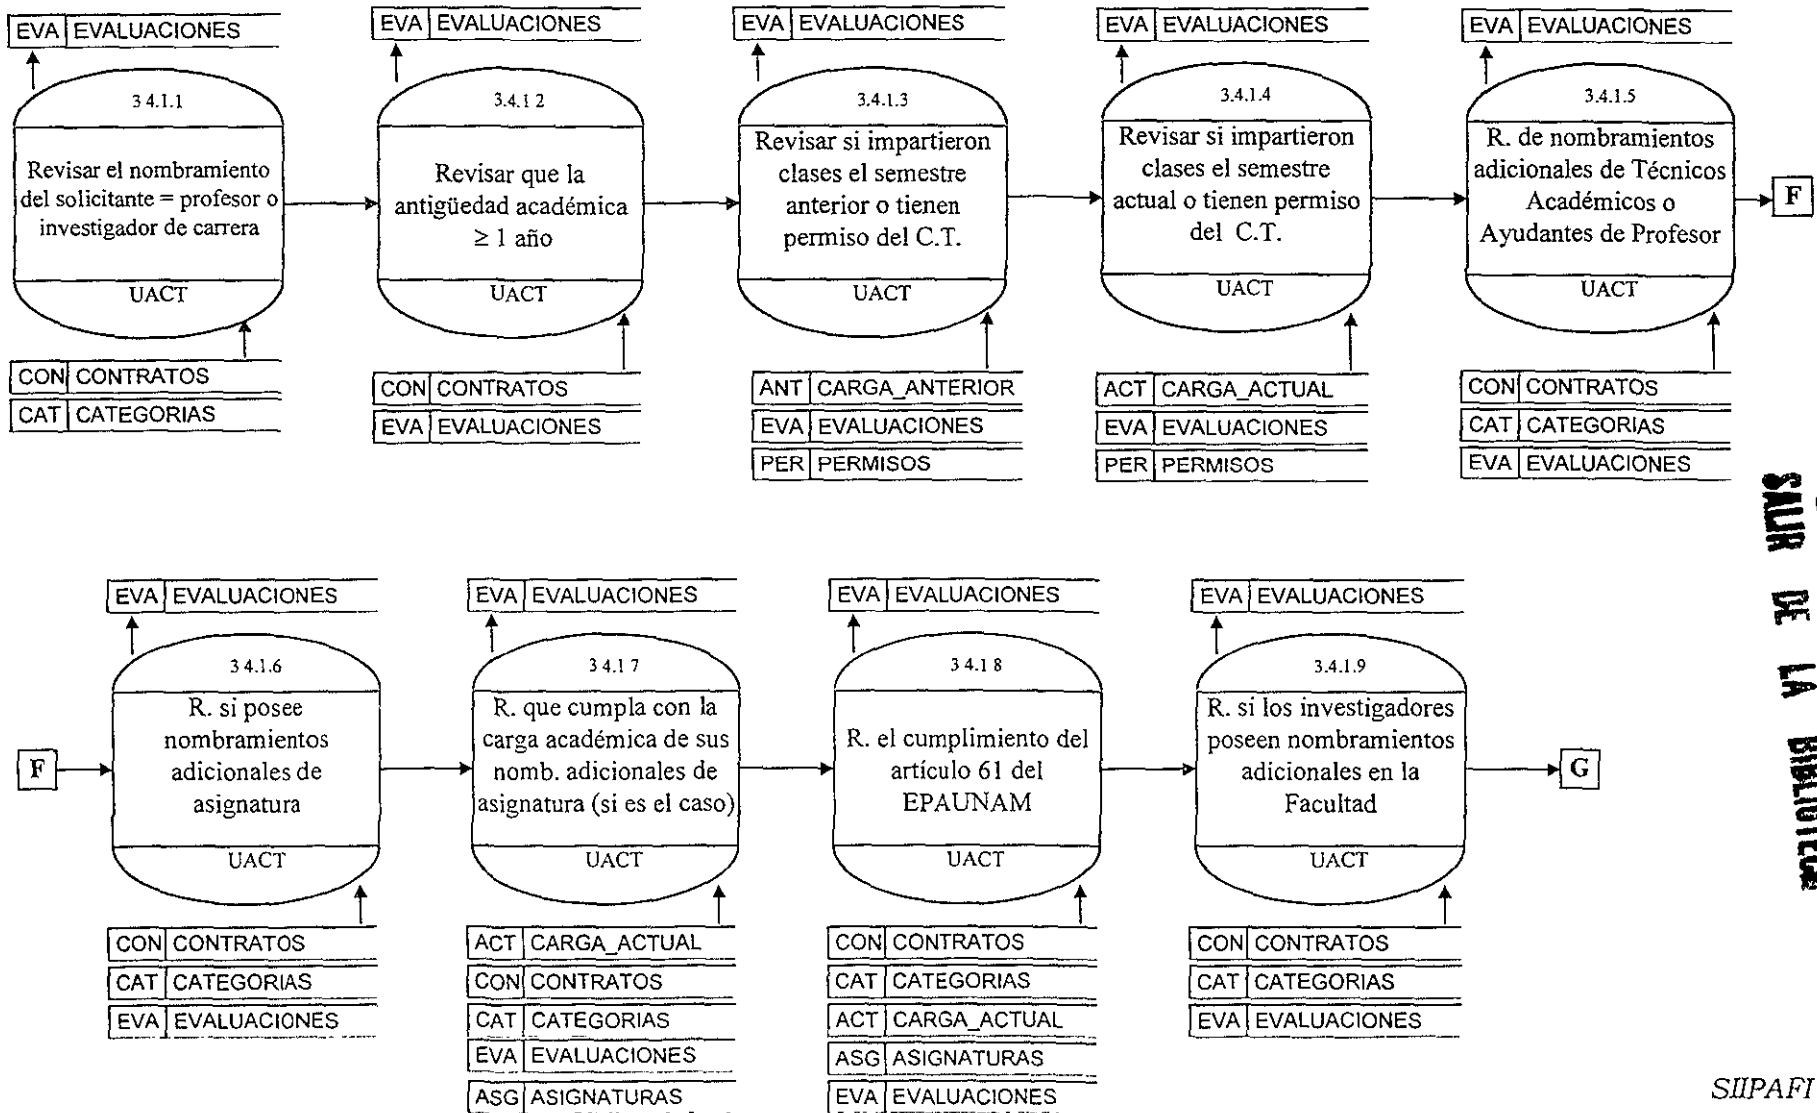 EVA EVALUACIONES
EVA EVALUACIONES
EVA EVALUACIONES
EVA EVALUACIONES
EVA EVALUACIONES
3 4.1.1
Revisar el nombramiento
del solicitante = profesor o
investigador de carrera
UACT
CON CONTRATOS
CAT CATEGORIAS
3.4.1 2
Revisar que la
antigüedad académica
≥ 1 año
UACT
CON CONTRATOS
EVA EVALUACIONES
3.4.1.3
Revisar si impartieron
clases el semestre
anterior o tienen
permiso del C.T.
UACT
ANT CARGA_ANTERIOR
EVA EVALUACIONES
PER PERMISOS
3.4.1.4
Revisar si impartieron
clases el semestre
actual o tienen permiso
del C.T.
UACT
ACT CARGA_ACTUAL
EVA EVALUACIONES
PER PERMISOS
3.4.1.5
R. de nombramientos
adicionales de Técnicos
Académicos o
Ayudantes de Profesor
UACT
CON CONTRATOS
CAT CATEGORIAS
EVA EVALUACIONES
F
SALIR DE LA BIBLIOTECA
EVA EVALUACIONES
EVA EVALUACIONES
EVA EVALUACIONES
EVA EVALUACIONES
F
3 4.1.6
R. si posee
nombramientos
adicionales de
asignatura
UACT
CON CONTRATOS
CAT CATEGORIAS
EVA EVALUACIONES
3 4.1 7
R. que cumpla con la
carga académica de sus
nomb. adicionales de
asignatura (si es el caso)
UACT
ACT CARGA_ACTUAL
CON CONTRATOS
CAT CATEGORIAS
EVA EVALUACIONES
ASG ASIGNATURAS
3 4.1 8
R. el cumplimiento del
artículo 61 del
EPAUNAM
UACT
CON CONTRATOS
CAT CATEGORIAS
ACT CARGA_ACTUAL
ASG ASIGNATURAS
EVA EVALUACIONES
3.4.1.9
R. si los investigadores
poseen nombramientos
adicionales en la
Facultad
UACT
CON CONTRATOS
CAT CATEGORIAS
EVA EVALUACIONES
G
SIIPAFI